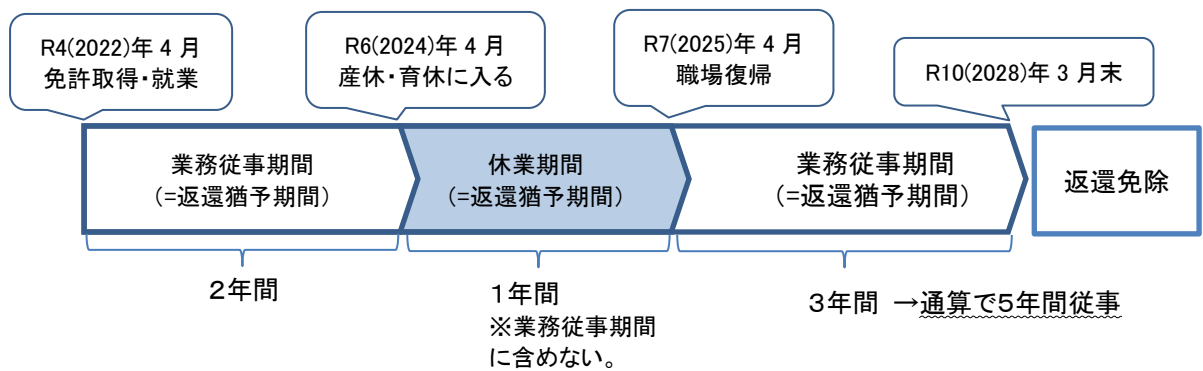 R4(2022)年 4 月
免許取得・就業
R6(2024)年 4 月
産休・育休に入る
R7(2025)年 4 月
職場復帰
R10(2028)年 3 月末
業務従事期間
(=返還猶予期間)
休業期間
(=返還猶予期間)
業務従事期間
(=返還猶予期間)
返還免除
2年間
1年間
※業務従事期間
に含めない。
3年間 →通算で5年間従事